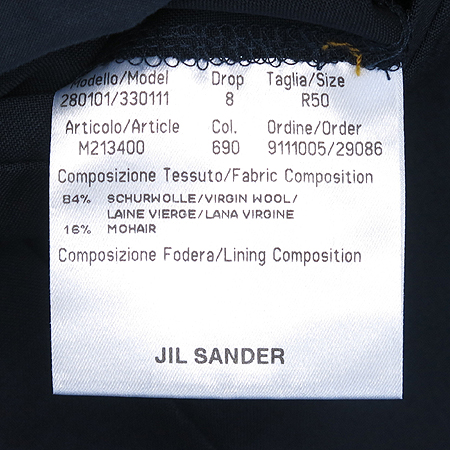 Modello/Model Drop Taglia/Size
280101/330111 8 R50
Articolo/Article Col. Ordine/Order
M213400 690 9111005/29086
Composizione Tessuto/Fabric Composition
84% SCHURWOLLE/VIRGIN WOOL/
LAINE VIERGE/LANA VIRGINE
16% MOHAIR
Composizione Fodera/Lining Composition
JIL SANDER